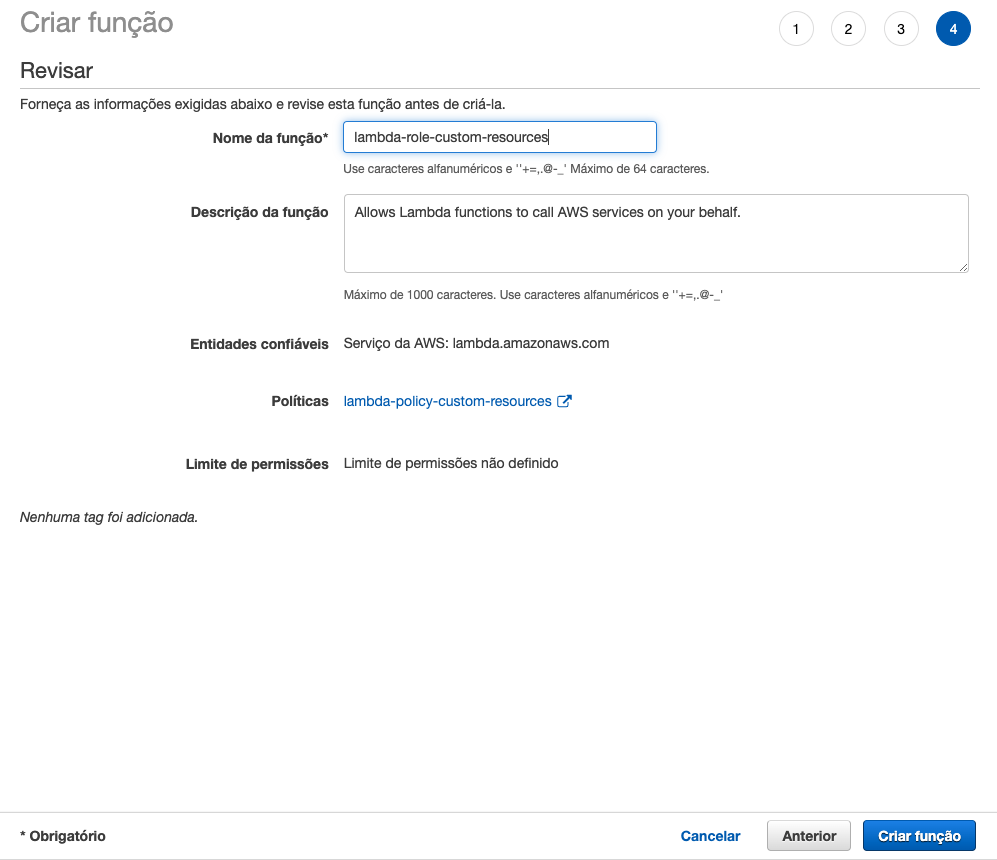 Criar função
1 2 3 4
Revisar
Forneça as informações exigidas abaixo e revise esta função antes de criá-la.
Nome da função* lambda-role-custom-resources
Use caracteres alfanuméricos e ''+=,.@-_' Máximo de 64 caracteres.
Descrição da função Allows Lambda functions to call AWS services on your behalf.
Máximo de 1000 caracteres. Use caracteres alfanuméricos e ''+=,.@-_'
Entidades confiáveis Serviço da AWS: lambda.amazonaws.com
Políticas lambda-policy-custom-resources
Limite de permissões Limite de permissões não definido
Nenhuma tag foi adicionada.
* Obrigatório Cancelar Anterior Criar função